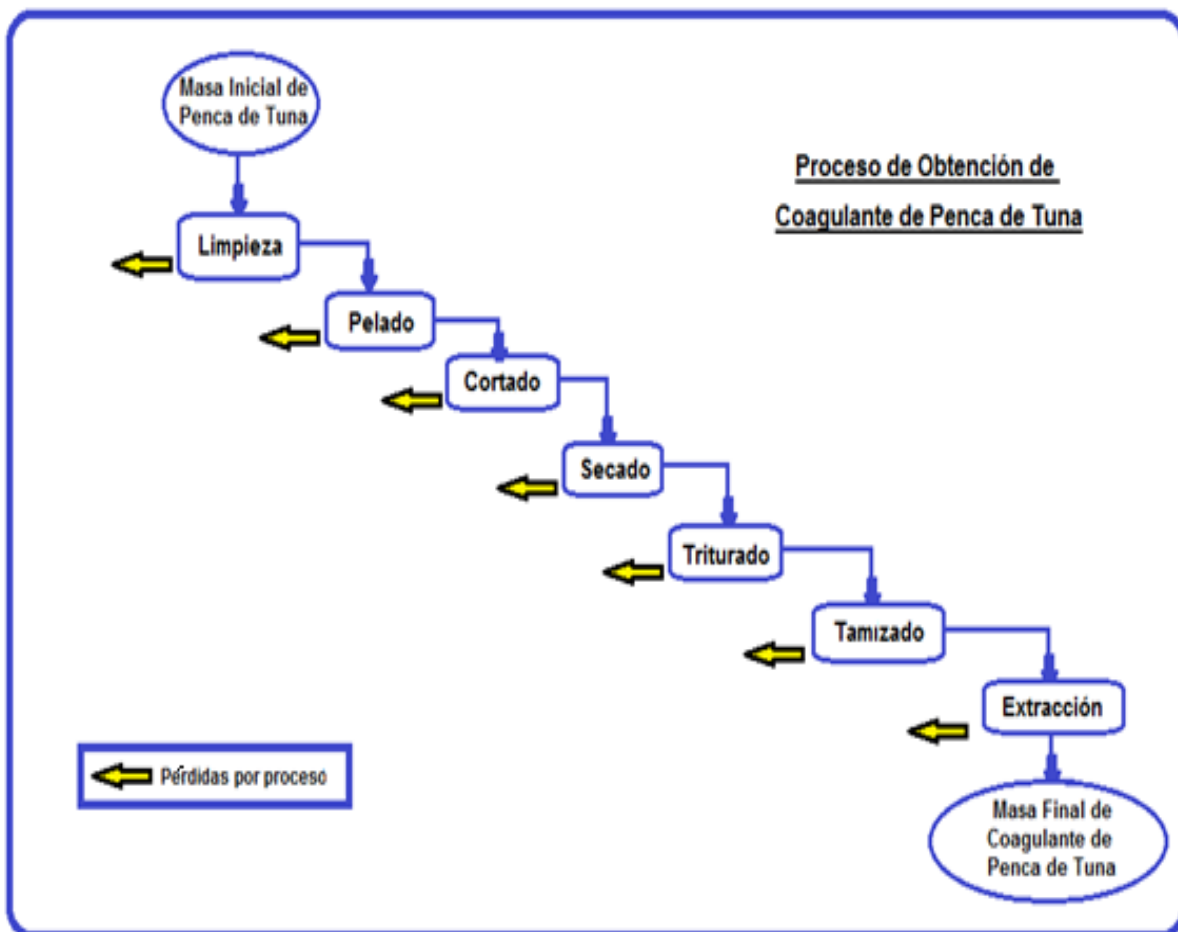 Masa Inicial de
Penca de Tuna
Proceso de Obtención de
Coagulante de Penca de Tuna
Limpieza
Pelado
Cortado
Secado
Triturado
Tamizado
Extracción
Pérdidas por proceso
Masa Final de
Coagulante de
Penca de Tuna